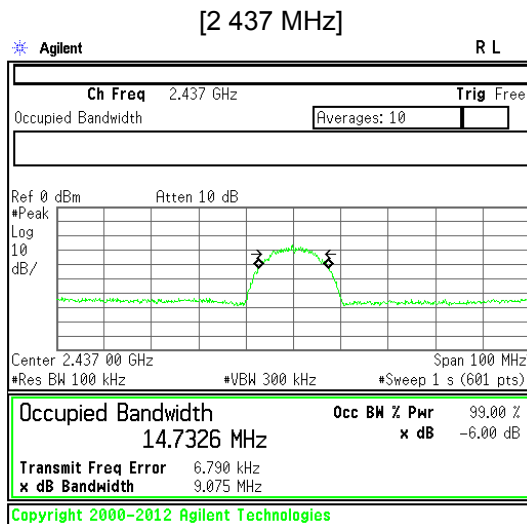 [2 437 MHz]
Agilent R L
Ch Freq 2.437 GHz Trig Free
Occupied Bandwidth Averages: 10
Ref 0 dBm Atten 10 dB
#Peak
Log
10
dB/
Center 2.437 00 GHz Span 100 MHz
#Res BW 100 kHz #VBW 300 kHz #Sweep 1 s (601 pts)
Occupied Bandwidth Occ BW % Pwr 99.00 %
14.7326 MHz x dB -6.00 dB
Transmit Freq Error 6.790 kHz
x dB Bandwidth 9.075 MHz
Copyright 2000-2012 Agilent Technologies